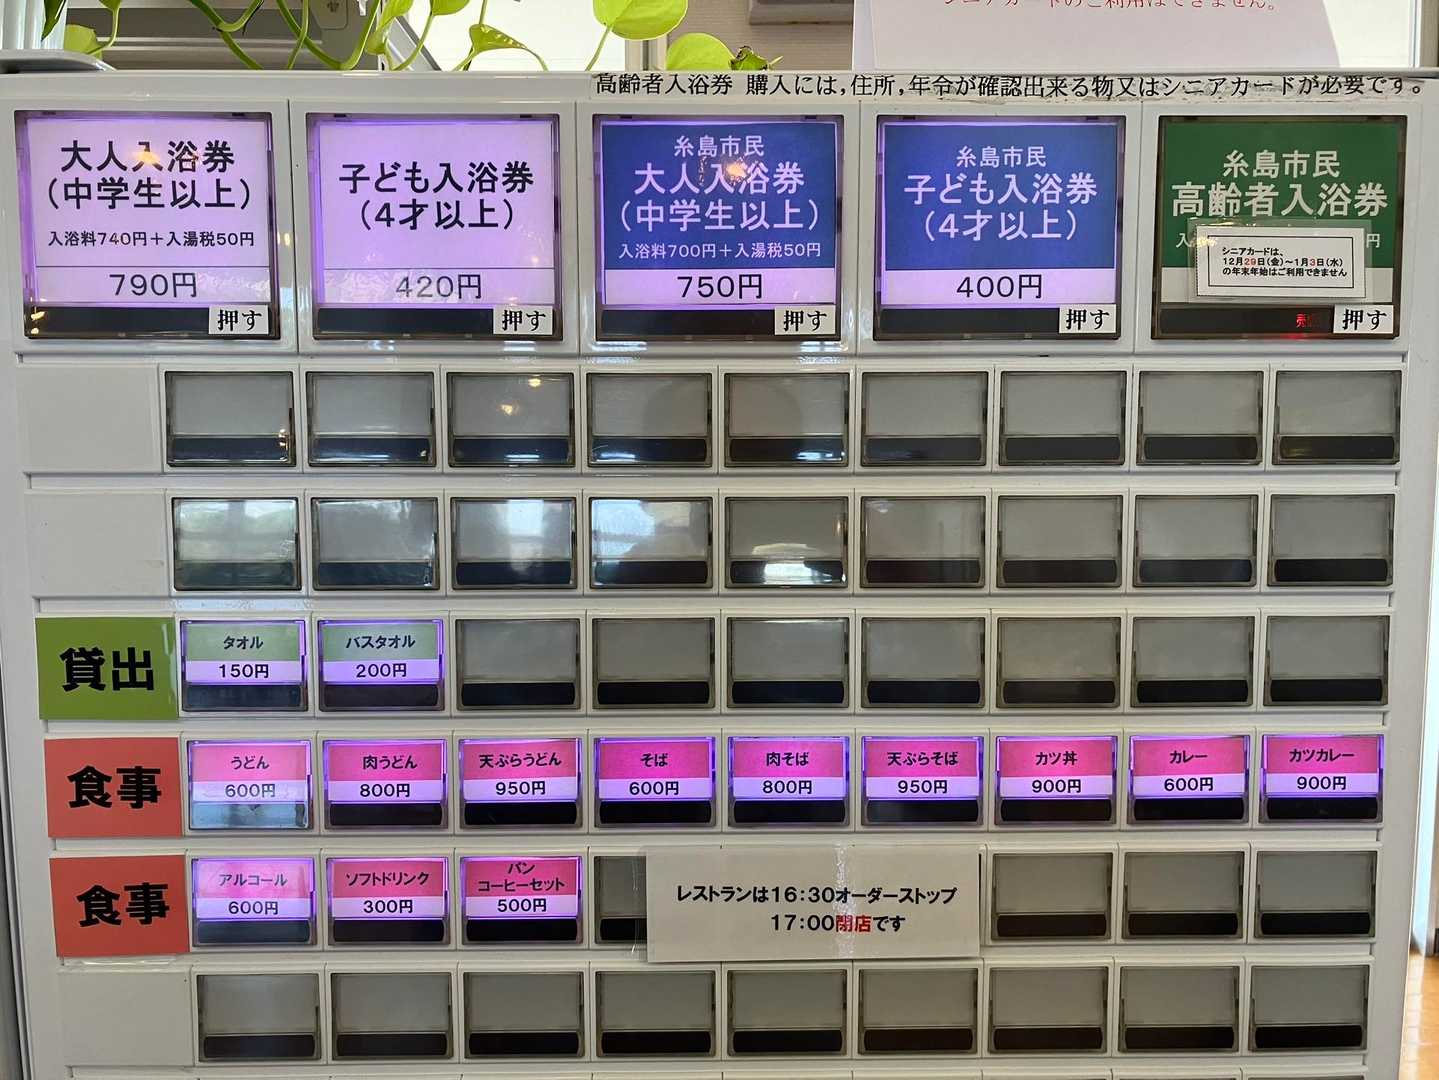 シニアカードのご利用はできません。
高齢者入浴券 購入には,住所,年令が確認出来る物又はシニアカードが必要です。
大人入浴券
(中学生以上)
入浴料740円+入湯税50円
790円
押す
子ども入浴券
(4才以上)
420円
押す
糸島市民
大人入浴券
(中学生以上)
入浴料700円+入湯税50円
750円
押す
糸島市民
子ども入浴券
(4才以上)
400円
押す
糸島市民
高齢者入浴券
シニアカードは、
12月29日(金)~1月3日(水)
の年末年始はご利用できません
押す
貸出
タオル
150円
バスタオル
200円
食事
うどん
600円
肉うどん
800円
天ぷらうどん
950円
そば
600円
肉そば
800円
天ぷらそば
950円
カツ丼
900円
カレー
600円
カツカレー
900円
食事
アルコール
600円
ソフトドリンク
300円
パン
コーヒーセット
500円
レストランは16:30オーダーストップ
17:00閉店です